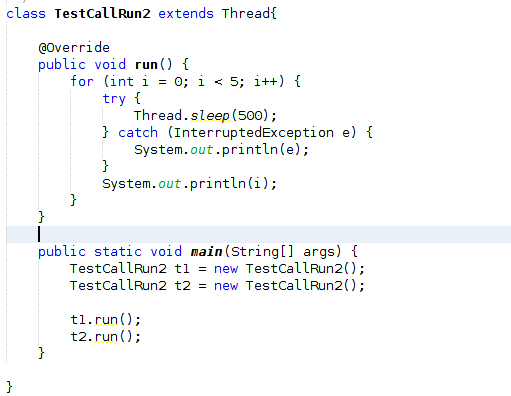 class TestCallRun2 extends Thread{
@Override
public void run() {
for (int i = 0; i < 5; i++) {
try {
Thread.sleep(500);
} catch (InterruptedException e) {
System.out.println(e);
}
System.out.println(i);
}
}
public static void main(String[] args) {
TestCallRun2 t1 = new TestCallRun2();
TestCallRun2 t2 = new TestCallRun2();
t1.run();
t2.run();
}
}